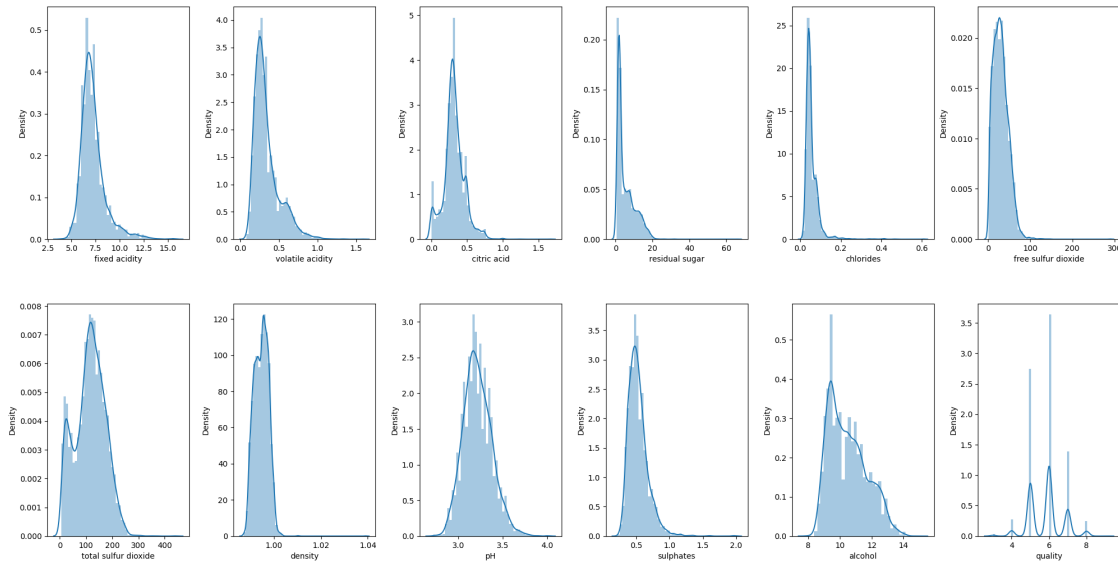 0.5
0.4
0.3
0.2
0.1
0.0
Density
2.5 5.0 7.5 10.0 12.5 15.0
fixed acidity
4.0
3.5
3.0
2.5
2.0
1.5
1.0
0.5
0.0
Density
0.0 0.5 1.0 1.5
volatile acidity
5
4
3
2
1
0
Density
0.0 0.5 1.0 1.5
citric acid
0.20
0.15
0.10
0.05
0.00
Density
0 20 40 60
residual sugar
25
20
15
10
5
0
Density
0.0 0.2 0.4 0.6
chlorides
0.020
0.015
0.010
0.005
0.000
Density
0 100 200
free sulfur dioxide
0.008
0.007
0.006
0.005
0.004
0.003
0.002
0.001
0.000
Density
0 100 200 300 400
total sulfur dioxide
120
100
80
60
40
20
0
Density
1.00 1.02 1.04
density
3.0
2.5
2.0
1.5
1.0
0.5
0.0
Density
3.0 3.5 4.0
pH
3.5
3.0
2.5
2.0
1.5
1.0
0.5
0.0
Density
0.5 1.0 1.5 2.0
sulphates
0.5
0.4
0.3
0.2
0.1
0.0
Density
8 10 12 14
alcohol
3.5
3.0
2.5
2.0
1.5
1.0
0.5
0.0
Density
4 6 8
quality